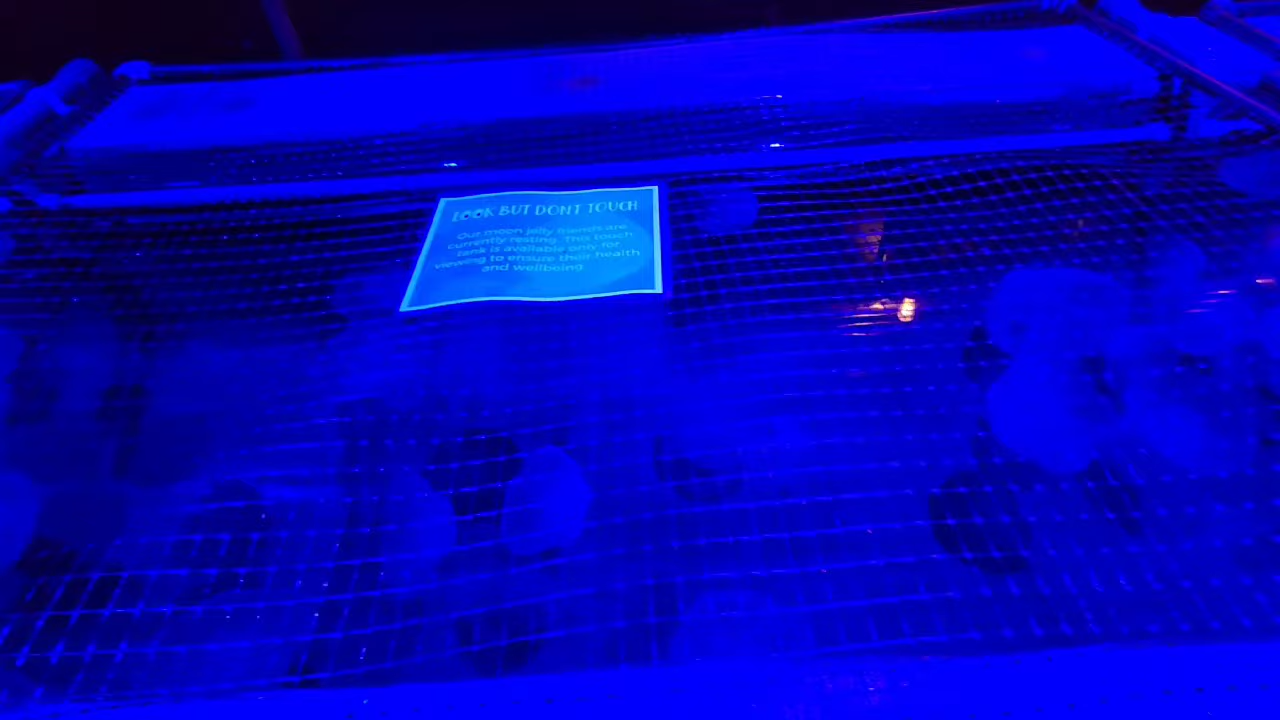 LOOK BUT DONT TOUCH
Our moon jelly friends are
currently resting. This touch
tank is available only for
viewing to ensure their health
and wellbeing.